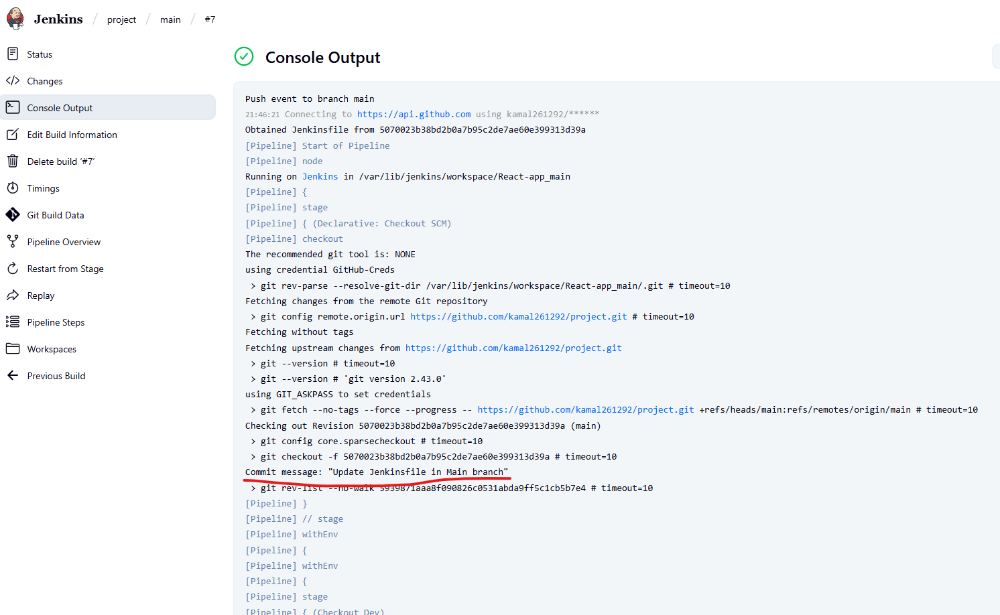 Jenkins / project / main / #7
Status
Changes
Console Output
Edit Build Information
Delete build ‘#7’
Timings
Git Build Data
Pipeline Overview
Restart from Stage
Replay
Pipeline Steps
Workspaces
Previous Build
Console Output
Push event to branch main
21:46:21 Connecting to https://api.github.com using kamal261292/******
Obtained Jenkinsfile from 5070023b38bd2b0a7b95c2de7ae60e399313d39a
[Pipeline] Start of Pipeline
[Pipeline] node
Running on Jenkins in /var/lib/jenkins/workspace/React-app_main
[Pipeline] {
[Pipeline] stage
[Pipeline] { (Declarative: Checkout SCM)
[Pipeline] checkout
The recommended git tool is: NONE
using credential GitHub-Creds
> git rev-parse --resolve-git-dir /var/lib/jenkins/workspace/React-app_main/.git # timeout=10
Fetching changes from the remote Git repository
> git config remote.origin.url https://github.com/kamal261292/project.git # timeout=10
Fetching without tags
Fetching upstream changes from https://github.com/kamal261292/project.git
> git --version # timeout=10
> git --version # 'git version 2.43.0'
using GIT_ASKPASS to set credentials
> git fetch --no-tags --force --progress -- https://github.com/kamal261292/project.git +refs/heads/main:refs/remotes/origin/main # timeout=10
Checking out Revision 5070023b38bd2b0a7b95c2de7ae60e399313d39a (main)
> git config core.sparsecheckout # timeout=10
> git checkout -f 5070023b38bd2b0a7b95c2de7ae60e399313d39a # timeout=10
Commit message: "Update Jenkinsfile in Main branch"
> git rev-list --no-walk 5939871aaa8f090826c0531abda9ff5c1cb5b7e4 # timeout=10
[Pipeline] }
[Pipeline] // stage
[Pipeline] withEnv
[Pipeline] {
[Pipeline] withEnv
[Pipeline] {
[Pipeline] stage
[Pipeline] { (Checkout Dev)